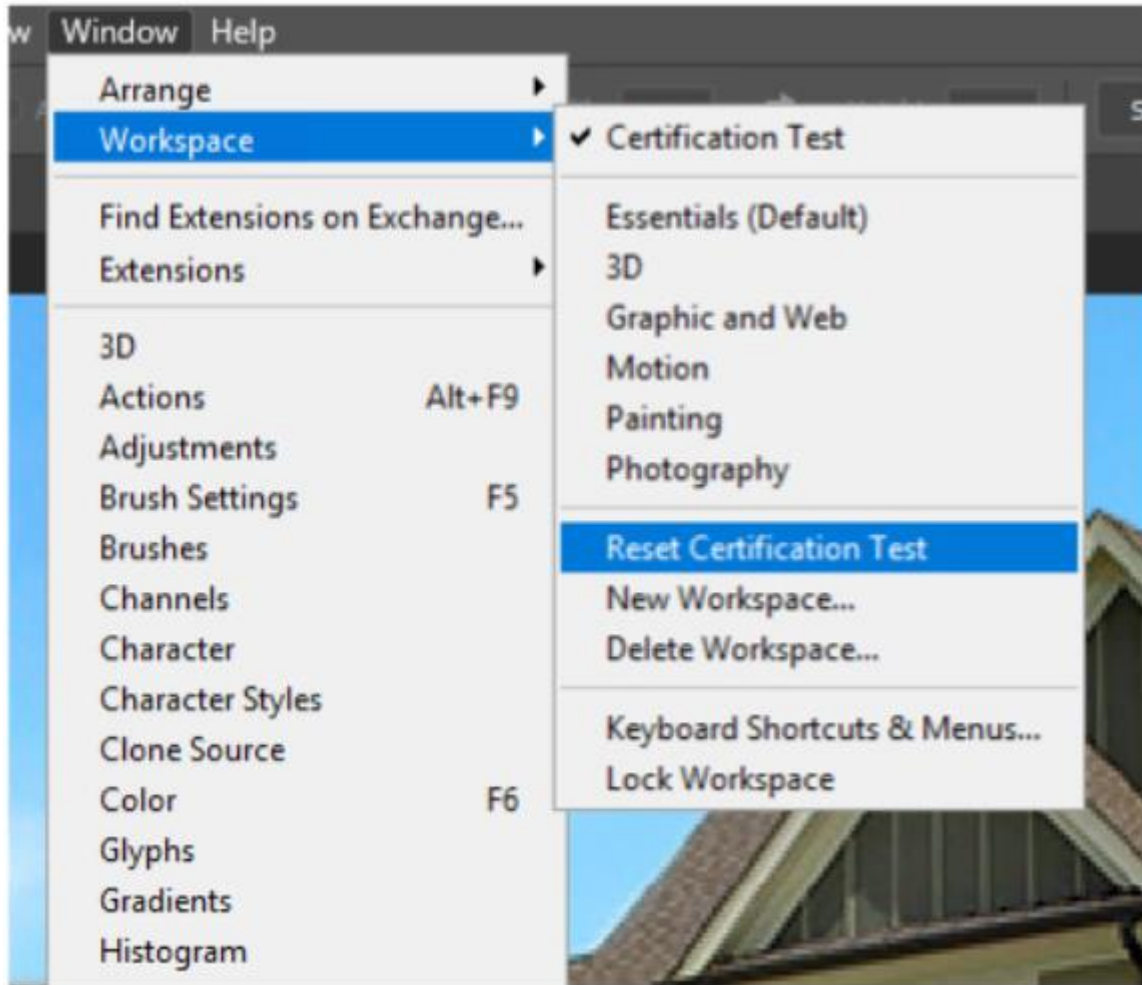 w Window Help
Arrange
Workspace
Find Extensions on Exchange...
Extensions
3D
Actions Alt+F9
Adjustments
Brush Settings F5
Brushes
Channels
Character
Character Styles
Clone Source
Color F6
Glyphs
Gradients
Histogram
Certification Test
Essentials (Default)
3D
Graphic and Web
Motion
Painting
Photography
Reset Certification Test
New Workspace...
Delete Workspace...
Keyboard Shortcuts & Menus...
Lock Workspace